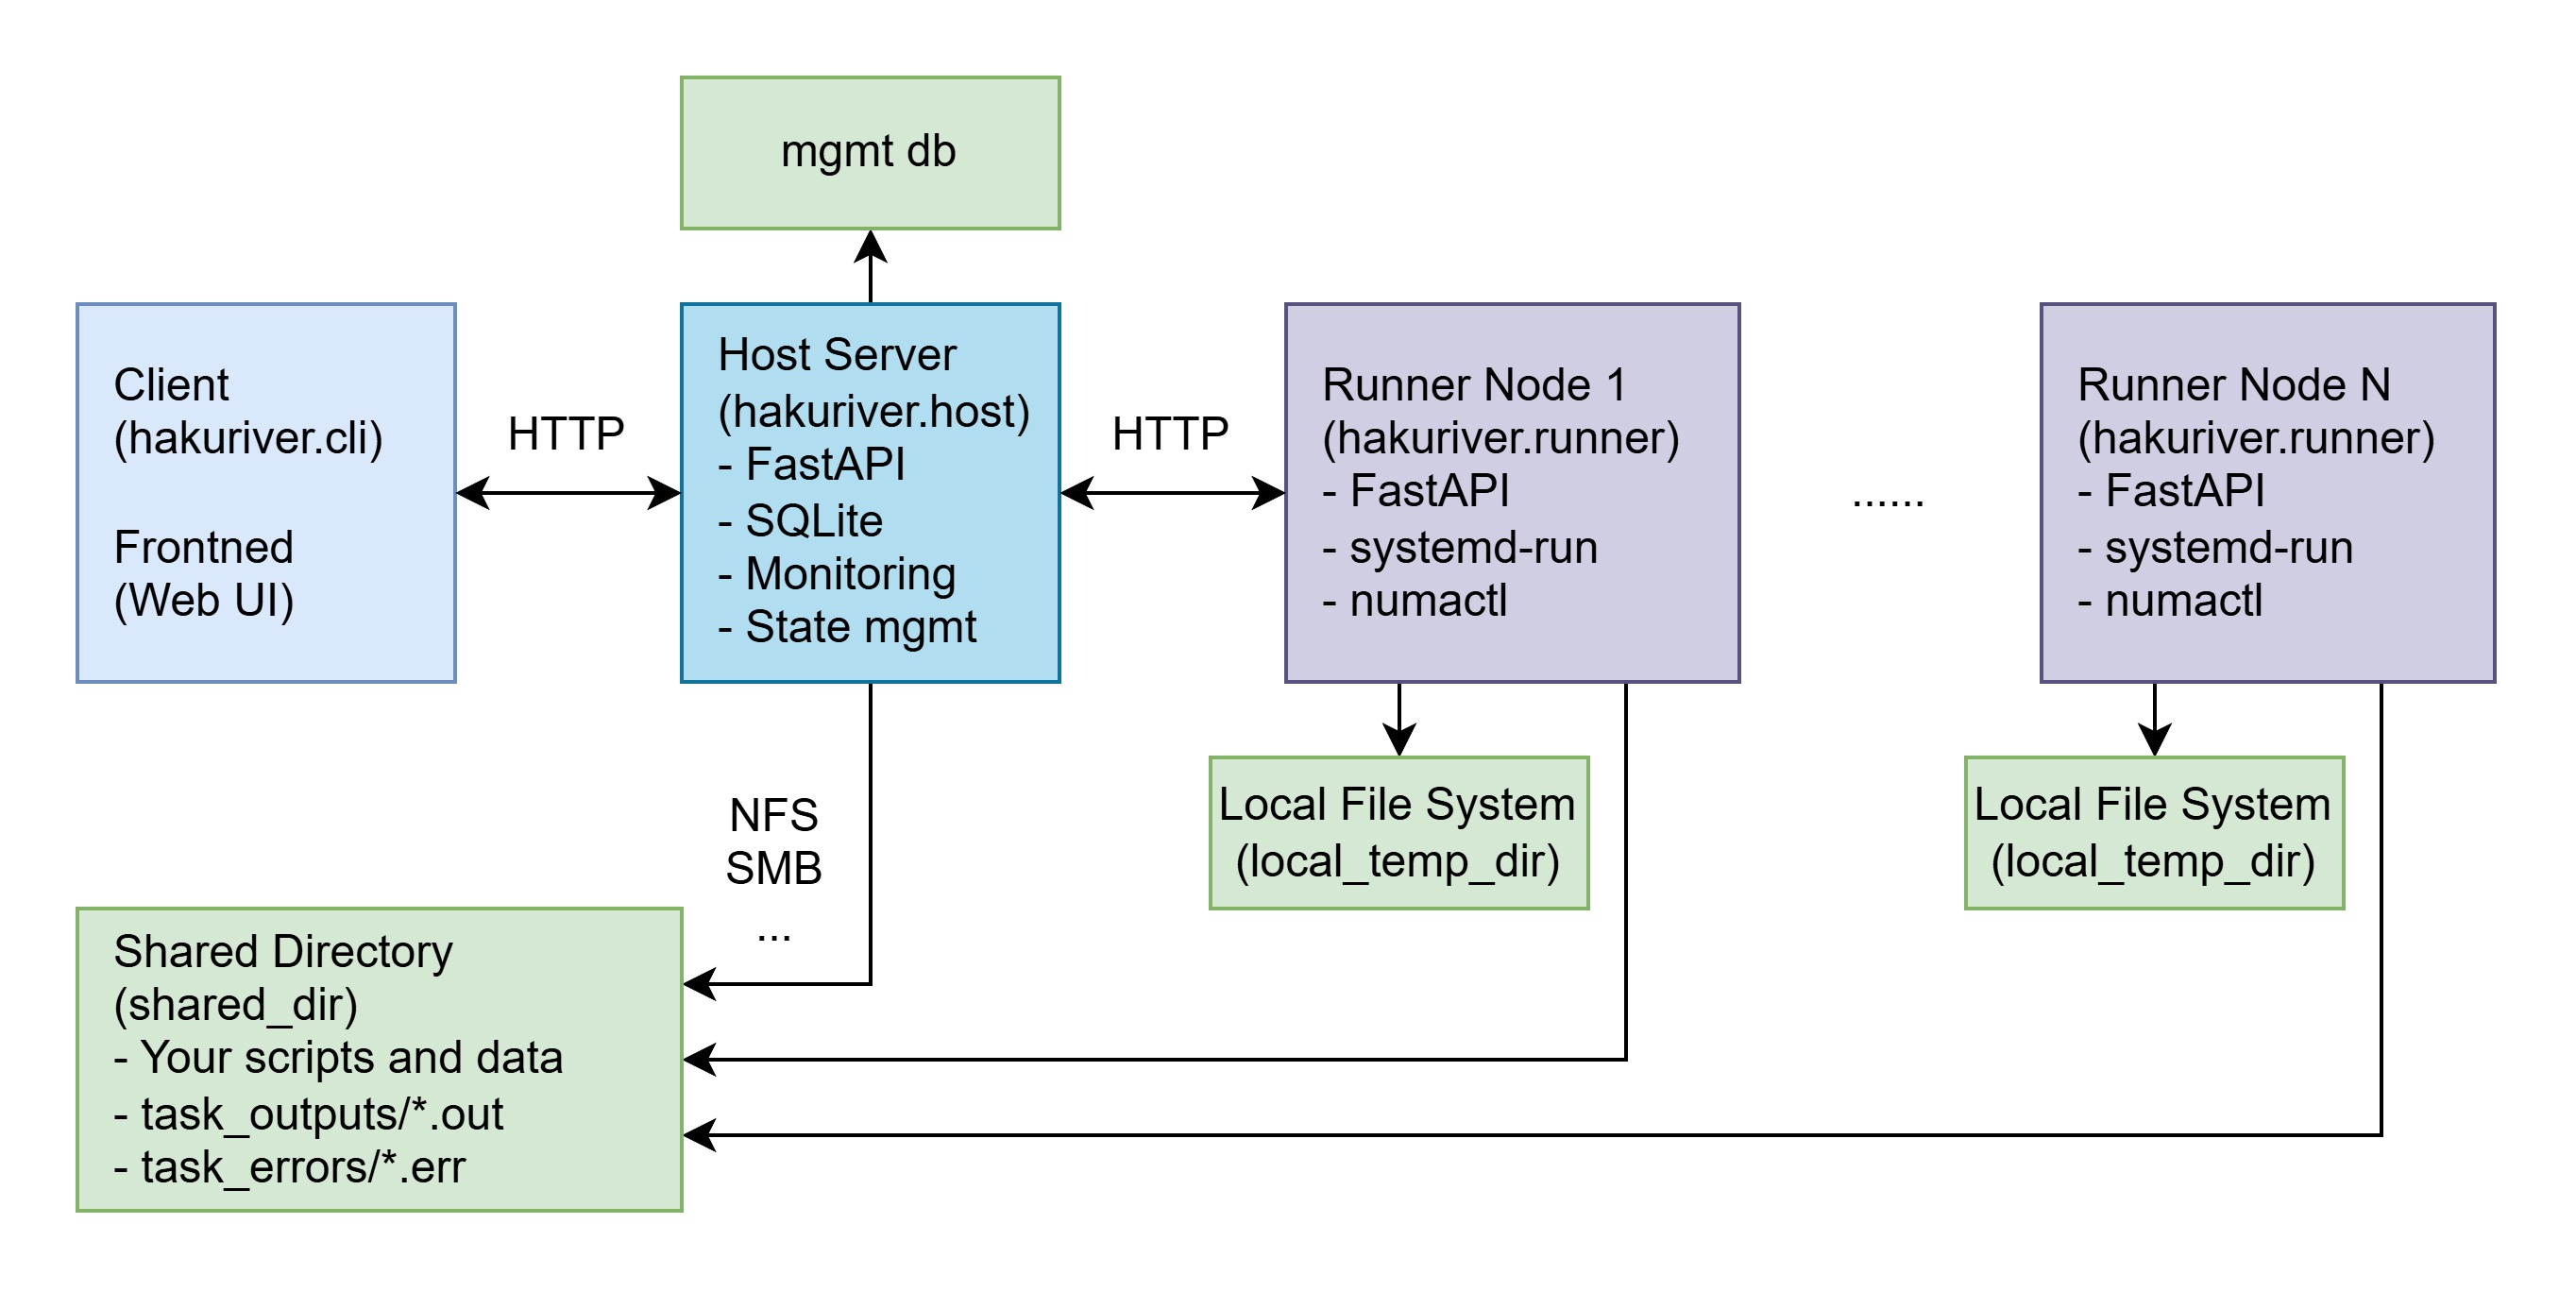 mgmt db
Client
(hakuriver.cli)
Frontned
(Web UI)
HTTP
Host Server
(hakuriver.host)
- FastAPI
- SQLite
- Monitoring
- State mgmt
HTTP
Runner Node 1
(hakuriver.runner)
- FastAPI
- systemd-run
- numactl
......
Runner Node N
(hakuriver.runner)
- FastAPI
- systemd-run
- numactl
NFS
SMB
...
Local File System
(local_temp_dir)
Local File System
(local_temp_dir)
Shared Directory
(shared_dir)
- Your scripts and data
- task_outputs/*.out
- task_errors/*.err